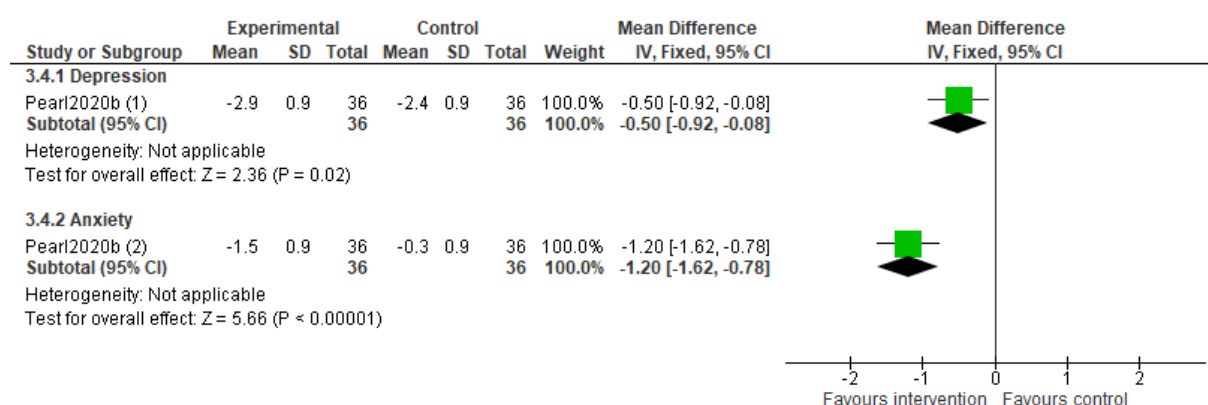 Experimental Control Mean Difference Mean Difference
Study or Subgroup Mean SD Total Mean SD Total Weight IV, Fixed, 95% CI IV, Fixed, 95% CI
3.4.1 Depression
Pearl2020b (1) -2.9 0.9 36 -2.4 0.9 36 100.0% -0.50 [-0.92, -0.08]
Subtotal (95% CI) 36 36 100.0% -0.50 [-0.92, -0.08]
Heterogeneity: Not applicable
Test for overall effect: Z = 2.36 (P = 0.02)
3.4.2 Anxiety
Pearl2020b (2) -1.5 0.9 36 -0.3 0.9 36 100.0% -1.20 [-1.62, -0.78]
Subtotal (95% CI) 36 36 100.0% -1.20 [-1.62, -0.78]
Heterogeneity: Not applicable
Test for overall effect: Z = 5.66 (P < 0.00001)
-2 -1 0 1 2
Favours intervention Favours control